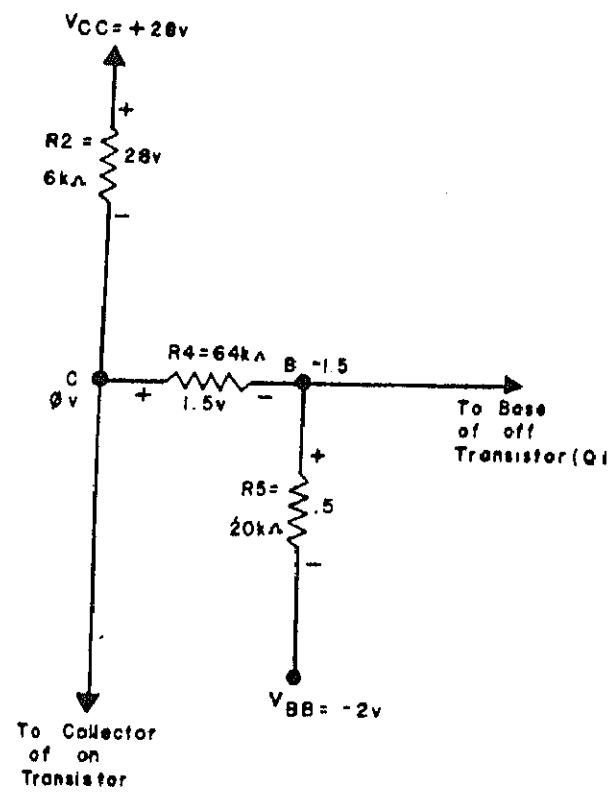 VCC=+28v
+
R2= 28v
6kΩ
-
R4=64kΩ
B -1.5
C
Øv
+ 1.5v -
To Base
of off
Transistor(Q1
+
R5=
.5
20kΩ
-
VBB=-2v
To Collector
of on
Transistor